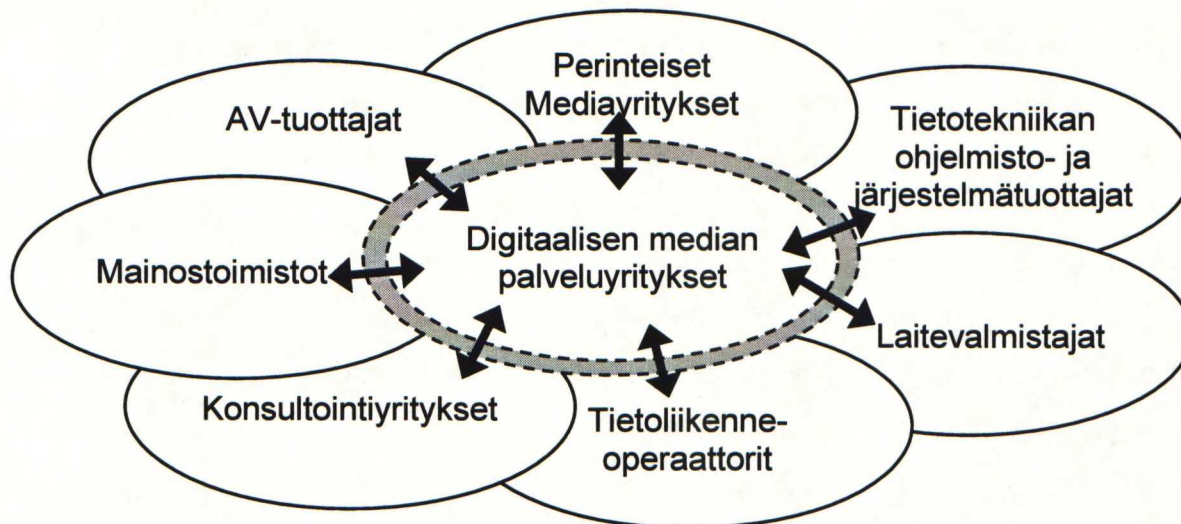 Perinteiset
Mediayritykset
AV-tuottajat
Tietotekniikan
ohjelmisto- ja
järjestelmätuottajat
Digitaalisen median
palveluyritykset
Mainostoimistot
Laitevalmistajat
Konsultointiyritykset
Tietoliikenne-
operaattorit